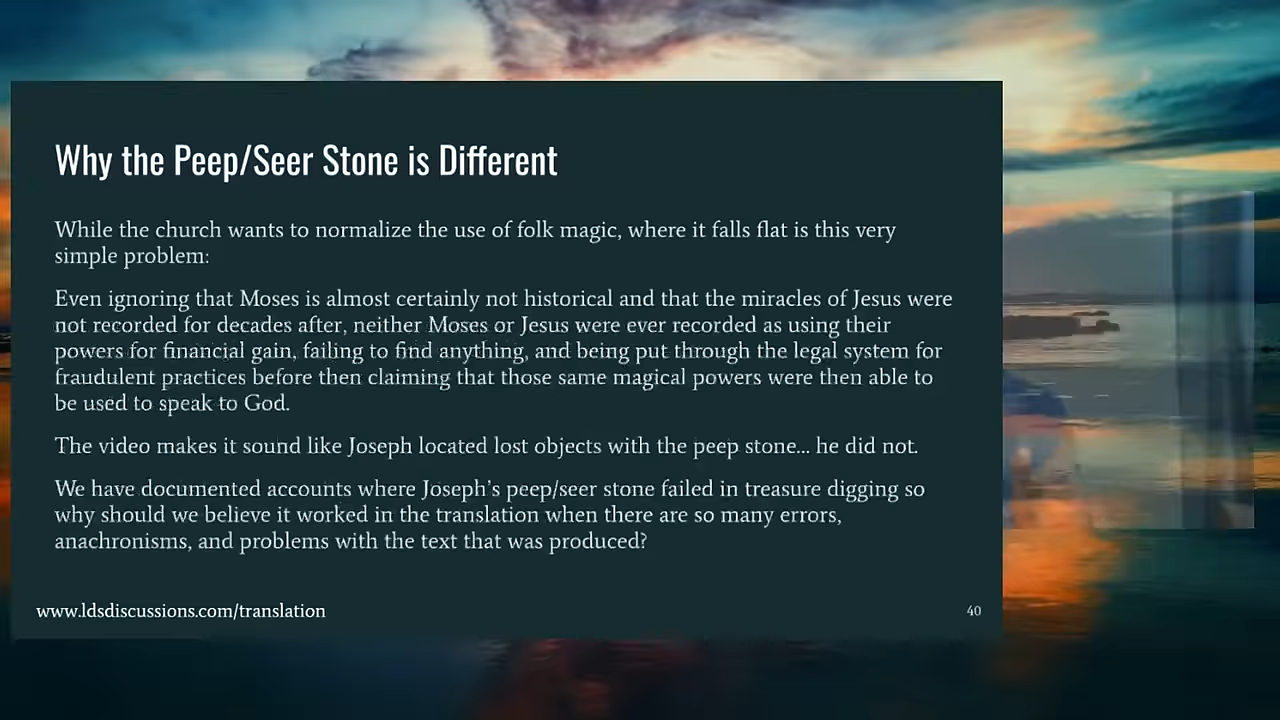 Why the Peep/Seer Stone is Different
While the church wants to normalize the use of folk magic, where it falls flat is this very
simple problem:
Even ignoring that Moses is almost certainly not historical and that the miracles of Jesus were
not recorded for decades after, neither Moses or Jesus were ever recorded as using their
powers for financial gain, failing to find anything, and being put through the legal system for
fraudulent practices before then claiming that those same magical powers were then able to
be used to speak to God.
The video makes it sound like Joseph located lost objects with the peep stone... he did not.
We have documented accounts where Joseph's peep/seer stone failed in treasure digging so
why should we believe it worked in the translation when there are so many errors,
anachronisms, and problems with the text that was produced?
www.ldsdiscussions.com/translation
40